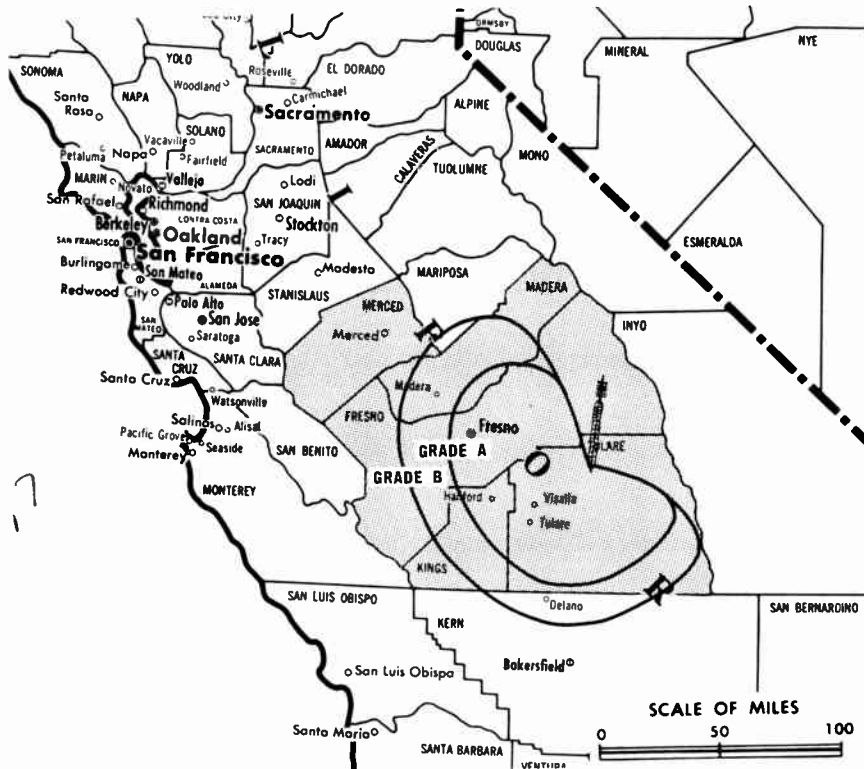 ORMSBY
DOUGLAS
MINERAL
NYE
YOLO
SONOMA
Woodland
Roseville
EL DORADO
NAPA
Carmichael
ALPINE
Santa Rosa
Sacramento
SOLANO
Vacaville
AMADOR
MONO
Petaluma
Napa
Fairfield
SACRAMENTO
CALAVERAS
TUOLUMNE
MARIN
Novato
Vallejo
Lodi
San Rafael
Richmond
SAN JOAQUIN
CONTRA COSTA
Stockton
Berkeley
Oakland
ESMERALDA
SAN FRANCISCO
San Francisco
Tracy
Burlingame
San Mateo
Modesta
MARIPOSA
ALAMEDA
STANISLAUS
MADERA
Redwood City
Palo Alto
MERCED
SAN MATEO
San Jose
INYO
Merced
Saratoga
SANTA CRUZ
SANTA CLARA
Santa Cruz
Watsonville
Madera
FRESNO
Salinas
Alisal
Fresno
Pacific Grove
Seaside
SAN BENITO
GRADE A
Monterey
GRADE B
MONTEREY
Hanford
Visalia
Tulare
KINGS
SAN LUIS OBISPO
Delano
SAN BERNARDINO
KERN
San Luis Obispa
Bakersfield
SCALE OF MILES
Santa Maria
0 50 100
SANTA BARBARA
VENTURA
17